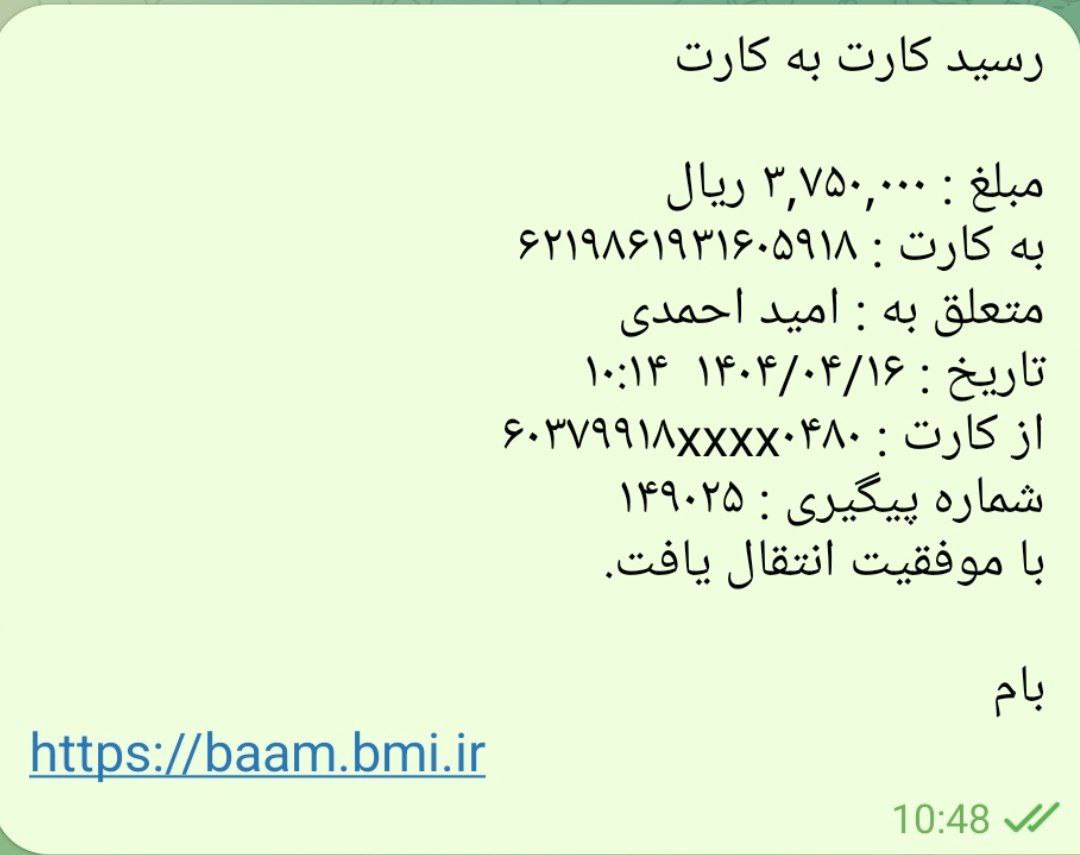 رسید کارت به کارت
مبلغ : ۳,۷۵۰,۰۰۰ ریال
به کارت : ۶۲۱۹۸۶۱۹۳۱۶۰۵۹۱۸
متعلق به : امید احمدی
تاریخ : ۱۴۰۴/۰۴/۱۶  ۱۰:۱۴
از کارت : ۶۰۳۷۹۹۱۸xxxx۰۴۸۰
شماره پیگیری : ۱۴۹۰۲۵
با موفقیت انتقال یافت.
بام
https://baam.bmi.ir
10:48